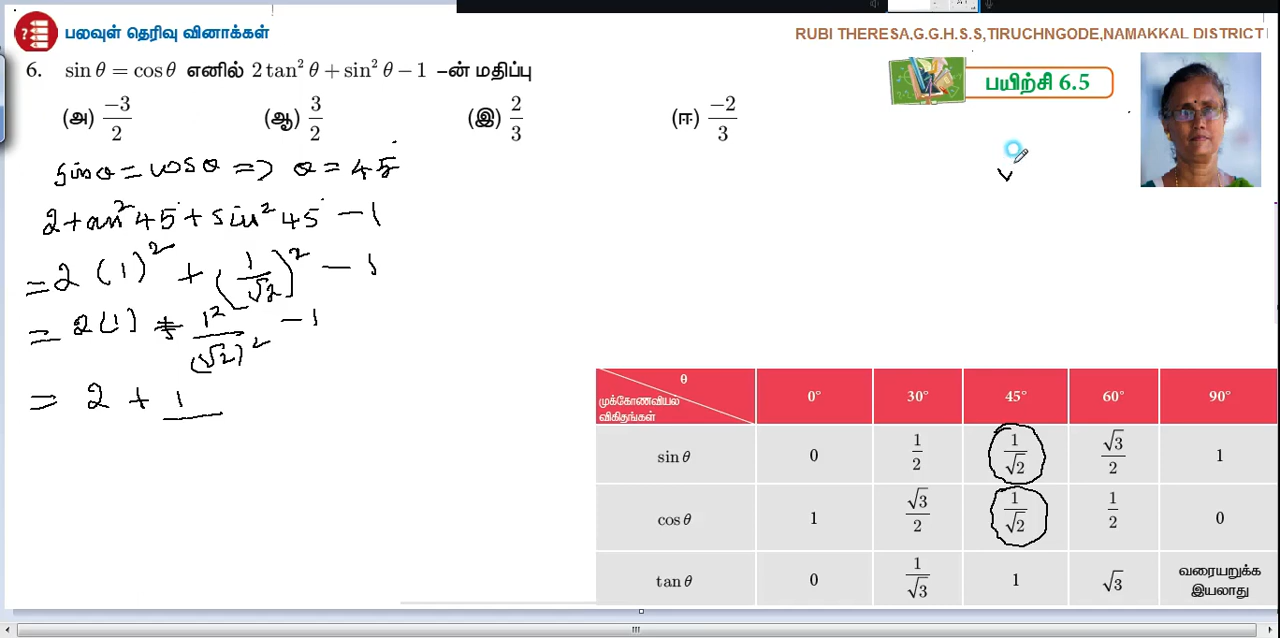 பலவுள் தெரிவு வினாக்கள்
RUBI THERESA,G.G.H.S.S,TIRUCHNGODE,NAMAKKAL DISTRICT
6. sin θ = cos θ எனில் 2 tan² θ + sin² θ − 1 –ன் மதிப்பு
பயிற்சி 6.5
(அ) −3/2 (ஆ) 3/2 (இ) 2/3 (ஈ) −2/3
sinθ = cosθ => θ = 45°
2 tan² 45° + sin² 45° − 1
= 2 (1)² + (1/√2)² − 1
= 2(1) + 1²/(√2)² − 1
= 2 + 1
θ
முக்கோணவியல் விகிதங்கள் 0° 30° 45° 60° 90°
sin θ 0 1/2 1/√2 √3/2 1
cos θ 1 √3/2 1/√2 1/2 0
tan θ 0 1/√3 1 √3 வரையறுக்க இயலாது